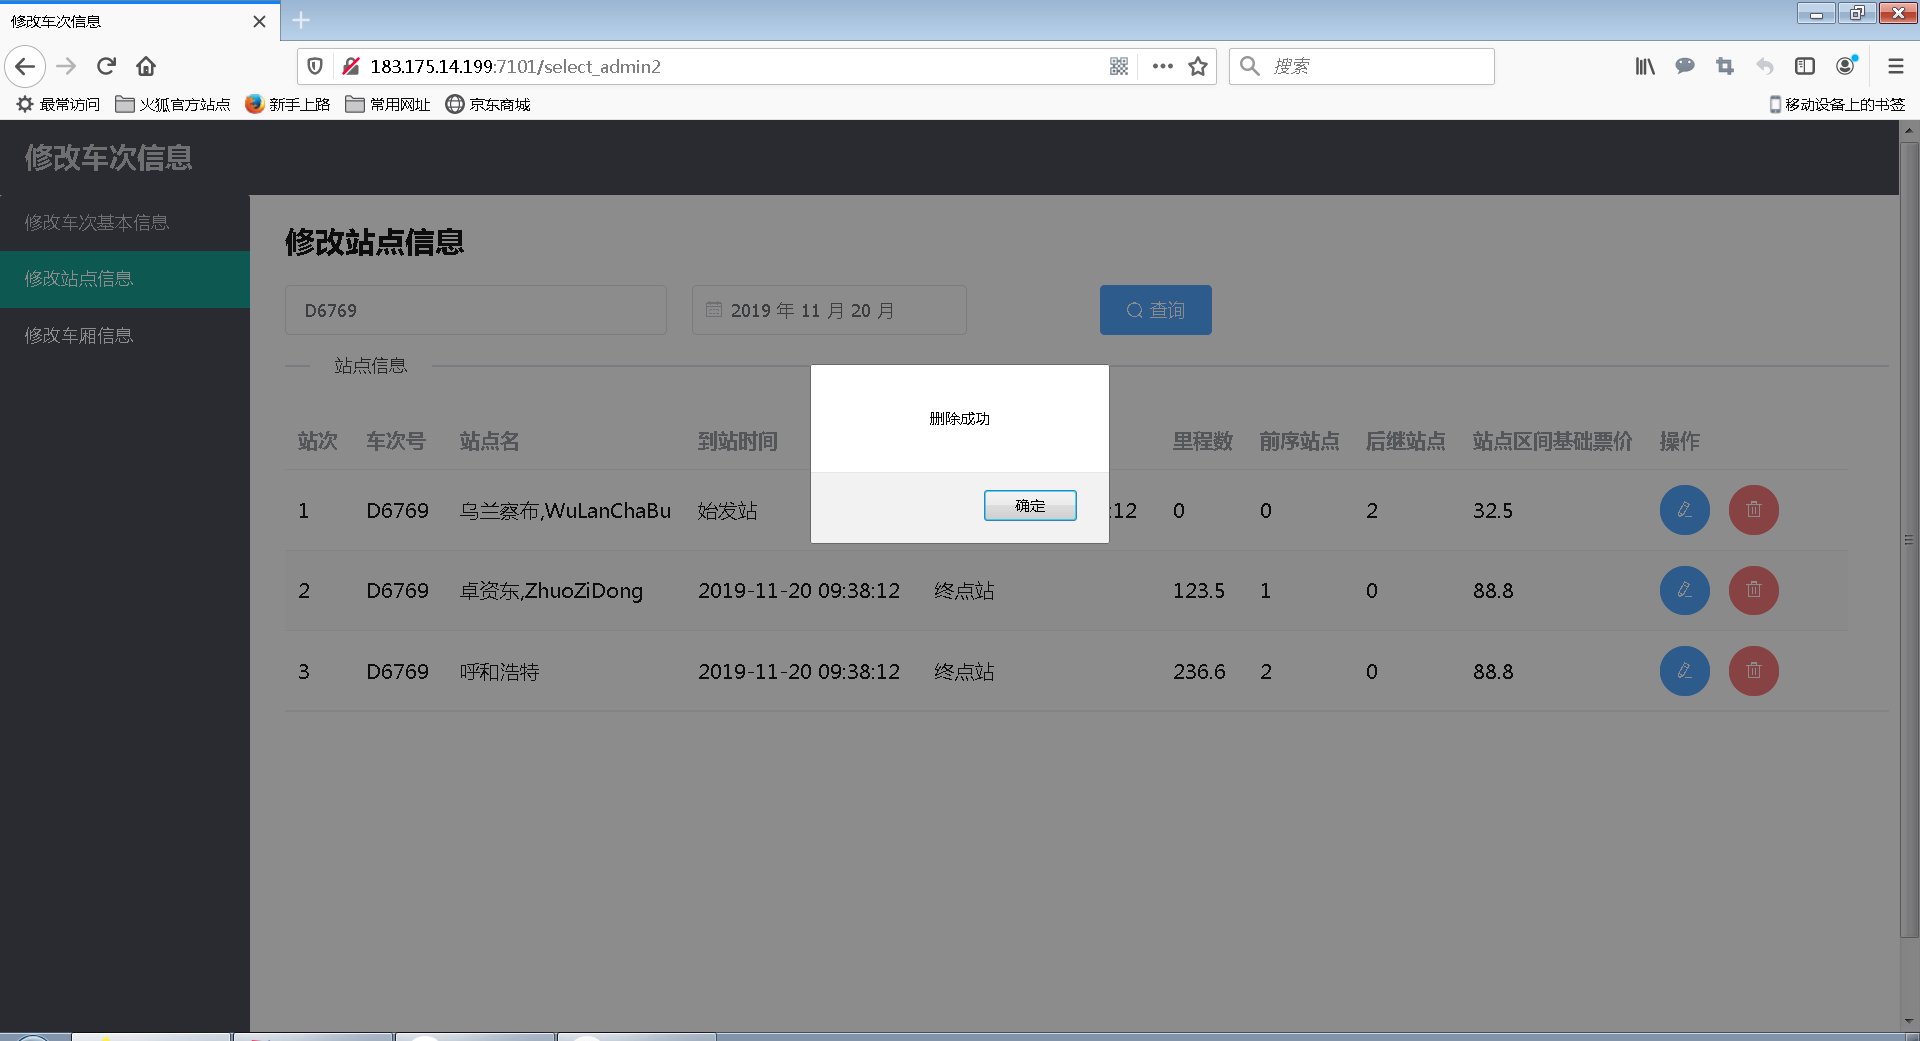 修改车次信息
183.175.14.199:7101/select_admin2
搜索
最常访问 火狐官方站点 新手上路 常用网址 京东商城 移动设备上的书签
修改车次信息
修改车次基本信息
修改站点信息
修改车厢信息
修改站点信息
D6769 2019 年 11 月 20 月 查询
站点信息
删除成功
确定
站次 车次号 站点名 到站时间 里程数 前序站点 后继站点 站点区间基础票价 操作
1 D6769 乌兰察布,WuLanChaBu 始发站 :12 0 0 2 32.5
2 D6769 卓资东,ZhuoZiDong 2019-11-20 09:38:12 终点站 123.5 1 0 88.8
3 D6769 呼和浩特 2019-11-20 09:38:12 终点站 236.6 2 0 88.8